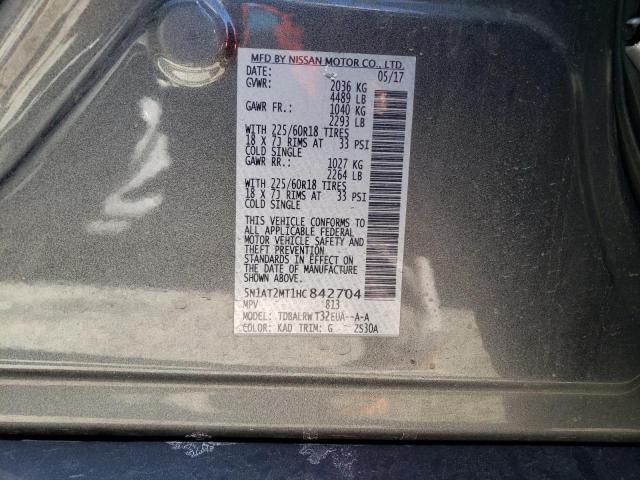 MFD BY NISSAN MOTOR CO., LTD.
DATE: 05/17
GVWR: 2036 KG
4489 LB
GAWR FR.: 1040 KG
2293 LB
WITH 225/60R18 TIRES
18 X 7J RIMS AT 33 PSI
COLD SINGLE
GAWR RR.: 1027 KG
2264 LB
WITH 225/60R18 TIRES
18 X 7J RIMS AT 33 PSI
COLD SINGLE
THIS VEHICLE CONFORMS TO
ALL APPLICABLE FEDERAL
MOTOR VEHICLE SAFETY AND
THEFT PREVENTION
STANDARDS IN EFFECT ON
THE DATE OF MANUFACTURE
SHOWN ABOVE.
5N1AT2MT1HC842704
MPV 813
MODEL: TDBALRWT32EUA--A-A
COLOR: KAD TRIM: G 2S30A